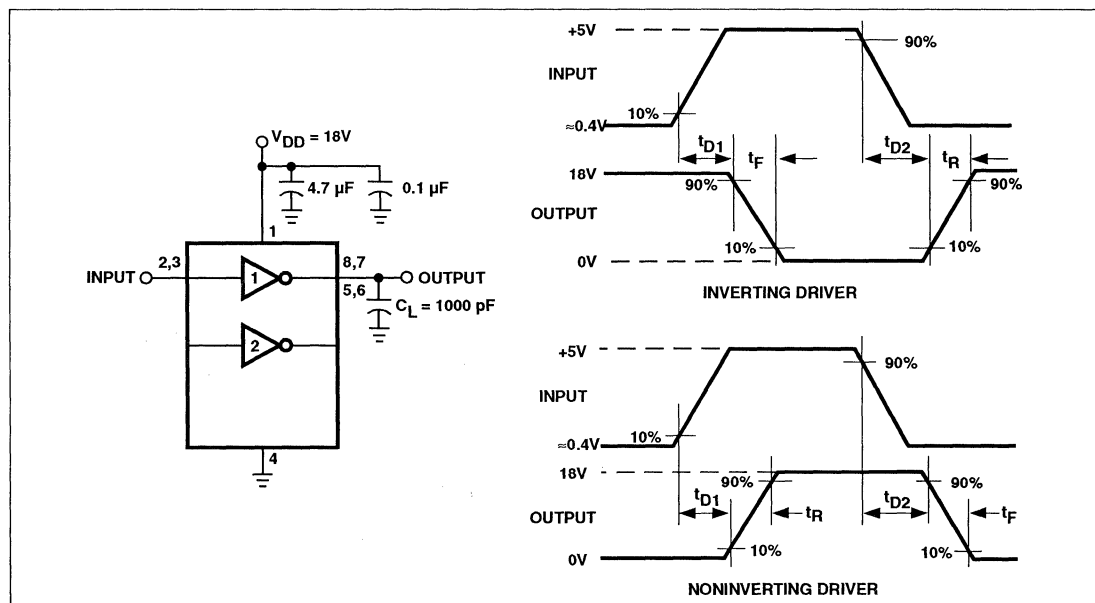 V_DD = 18V
4.7 µF
0.1 µF
1
INPUT
2,3
1
8,7
OUTPUT
5,6
C_L = 1000 pF
2
4
+5V
90%
INPUT
10%
≈0.4V
t_D1
t_F
t_D2
t_R
18V
90%
90%
OUTPUT
10%
10%
0V
INVERTING DRIVER
+5V
90%
INPUT
10%
≈0.4V
18V
90%
90%
t_D1
t_R
t_D2
t_F
OUTPUT
10%
10%
0V
NONINVERTING DRIVER